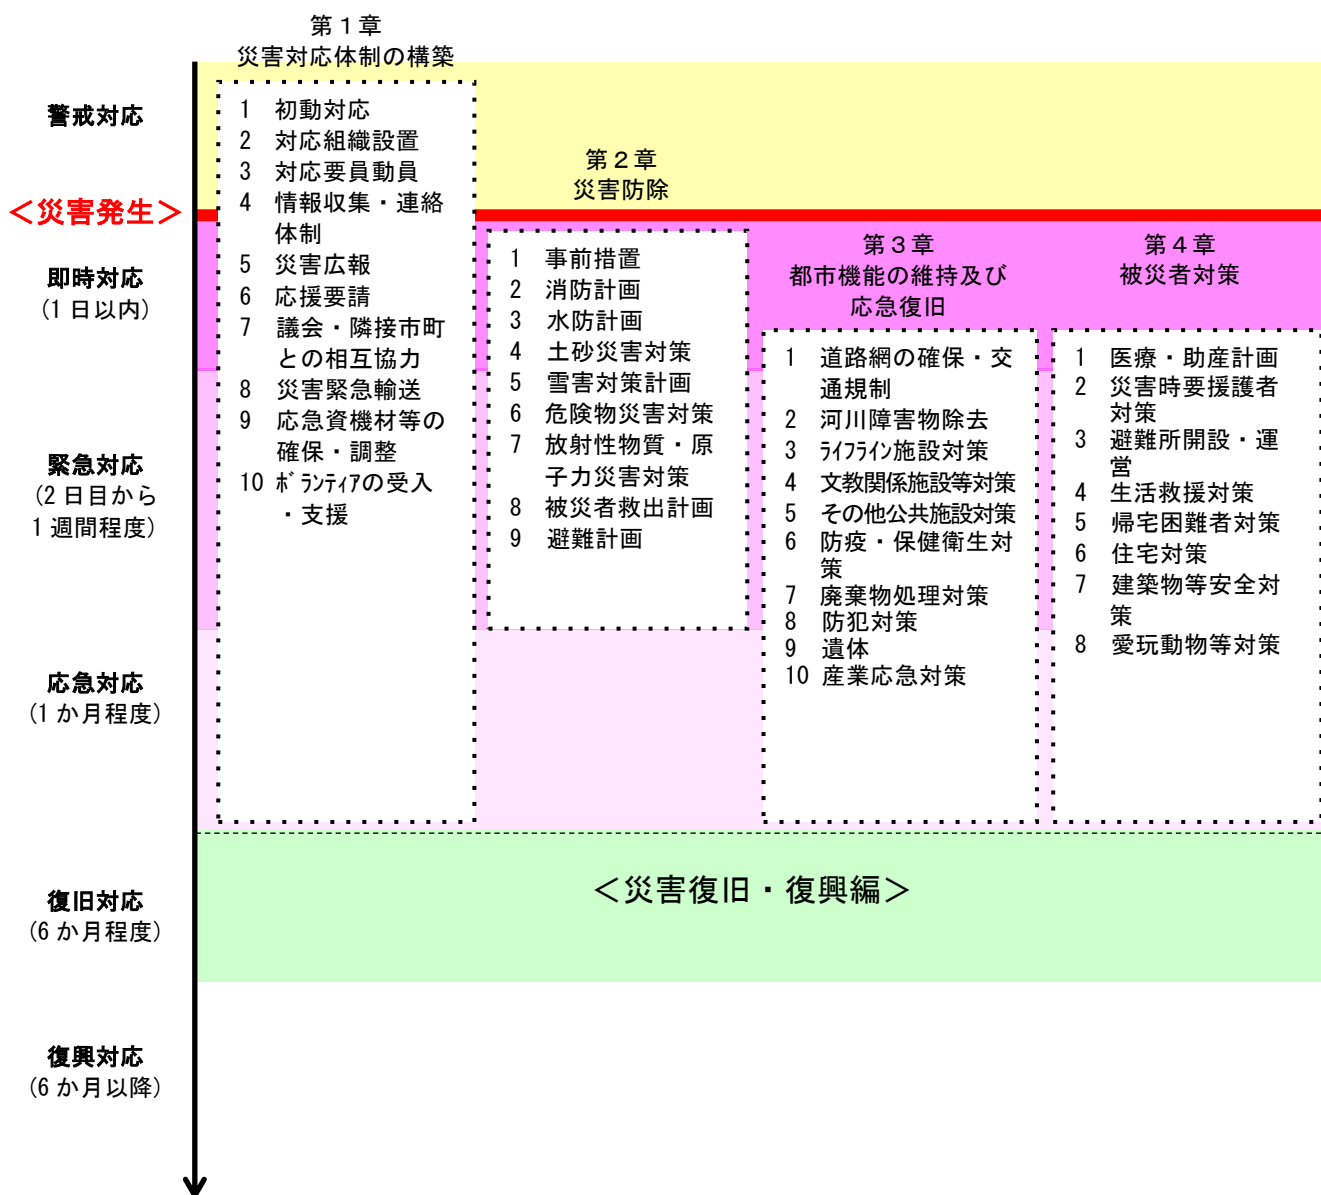 第１章
災害対応体制の構築
警戒対応
＜災害発生＞
即時対応
(1日以内)
緊急対応
(2日目から
1週間程度)
応急対応
(1か月程度)
復旧対応
(6か月程度)
復興対応
(6か月以降)
1 初動対応
2 対応組織設置
3 対応要員動員
4 情報収集・連絡
体制
5 災害広報
6 応援要請
7 議会・隣接市町
との相互協力
8 災害緊急輸送
9 応急資機材等の
確保・調整
10 ﾎﾞﾗﾝﾃｨｱの受入
・支援
第２章
災害防除
1 事前措置
2 消防計画
3 水防計画
4 土砂災害対策
5 雪害対策計画
6 危険物災害対策
7 放射性物質・原
子力災害対策
8 被災者救出計画
9 避難計画
第３章
都市機能の維持及び
応急復旧
1 道路網の確保・交
通規制
2 河川障害物除去
3 ﾗｲﾌﾗｲﾝ施設対策
4 文教関係施設等対策
5 その他公共施設対策
6 防疫・保健衛生対
策
7 廃棄物処理対策
8 防犯対策
9 遺体
10 産業応急対策
第４章
被災者対策
1 医療・助産計画
2 災害時要援護者
対策
3 避難所開設・運
営
4 生活救援対策
5 帰宅困難者対策
6 住宅対策
7 建築物等安全対
策
8 愛玩動物等対策
＜災害復旧・復興編＞